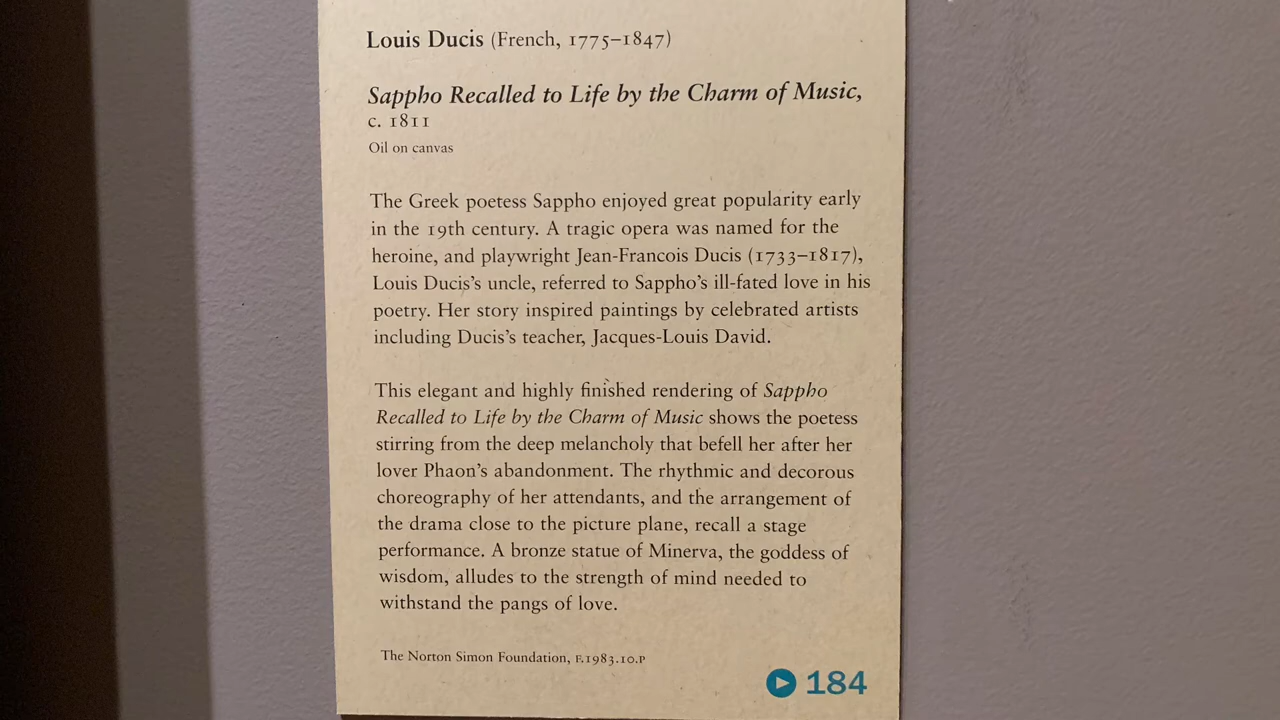 Louis Ducis (French, 1775–1847)
Sappho Recalled to Life by the Charm of Music,
c. 1811
Oil on canvas
The Greek poetess Sappho enjoyed great popularity early
in the 19th century. A tragic opera was named for the
heroine, and playwright Jean-Francois Ducis (1733–1817),
Louis Ducis's uncle, referred to Sappho's ill-fated love in his
poetry. Her story inspired paintings by celebrated artists
including Ducis's teacher, Jacques-Louis David.
This elegant and highly finished rendering of Sappho
Recalled to Life by the Charm of Music shows the poetess
stirring from the deep melancholy that befell her after her
lover Phaon's abandonment. The rhythmic and decorous
choreography of her attendants, and the arrangement of
the drama close to the picture plane, recall a stage
performance. A bronze statue of Minerva, the goddess of
wisdom, alludes to the strength of mind needed to
withstand the pangs of love.
The Norton Simon Foundation, F.1983.10.P
184